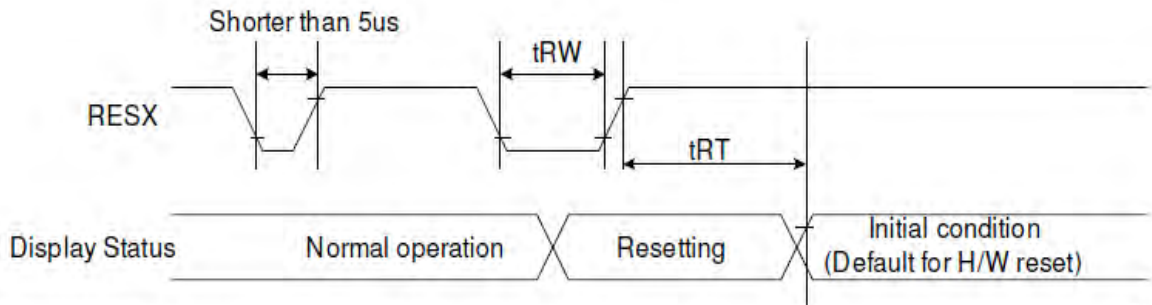 Shorter than 5us
tRW
RESX
tRT
Display Status
Normal operation
Resetting
Initial condition
(Default for H/W reset)